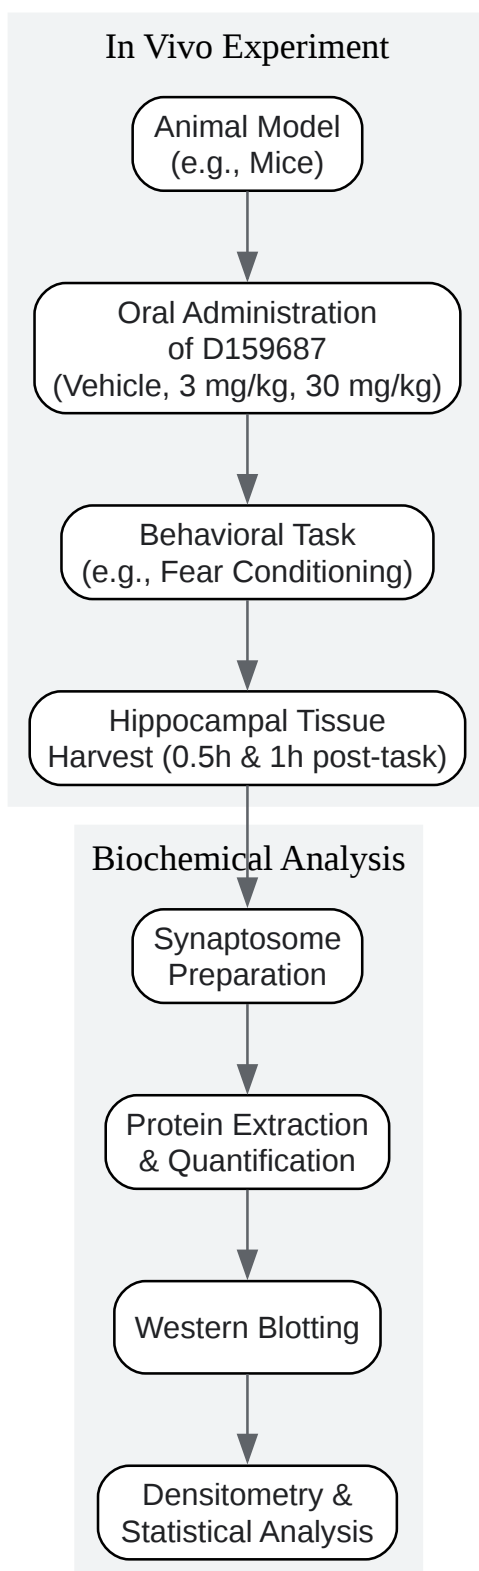 In Vivo Experiment
Animal Model
(e.g., Mice)
Oral Administration
of D159687
(Vehicle, 3 mg/kg, 30 mg/kg)
Behavioral Task
(e.g., Fear Conditioning)
Hippocampal Tissue
Harvest (0.5h & 1h post-task)
Biochemical Analysis
Synaptosome
Preparation
Protein Extraction
& Quantification
Western Blotting
Densitometry &
Statistical Analysis